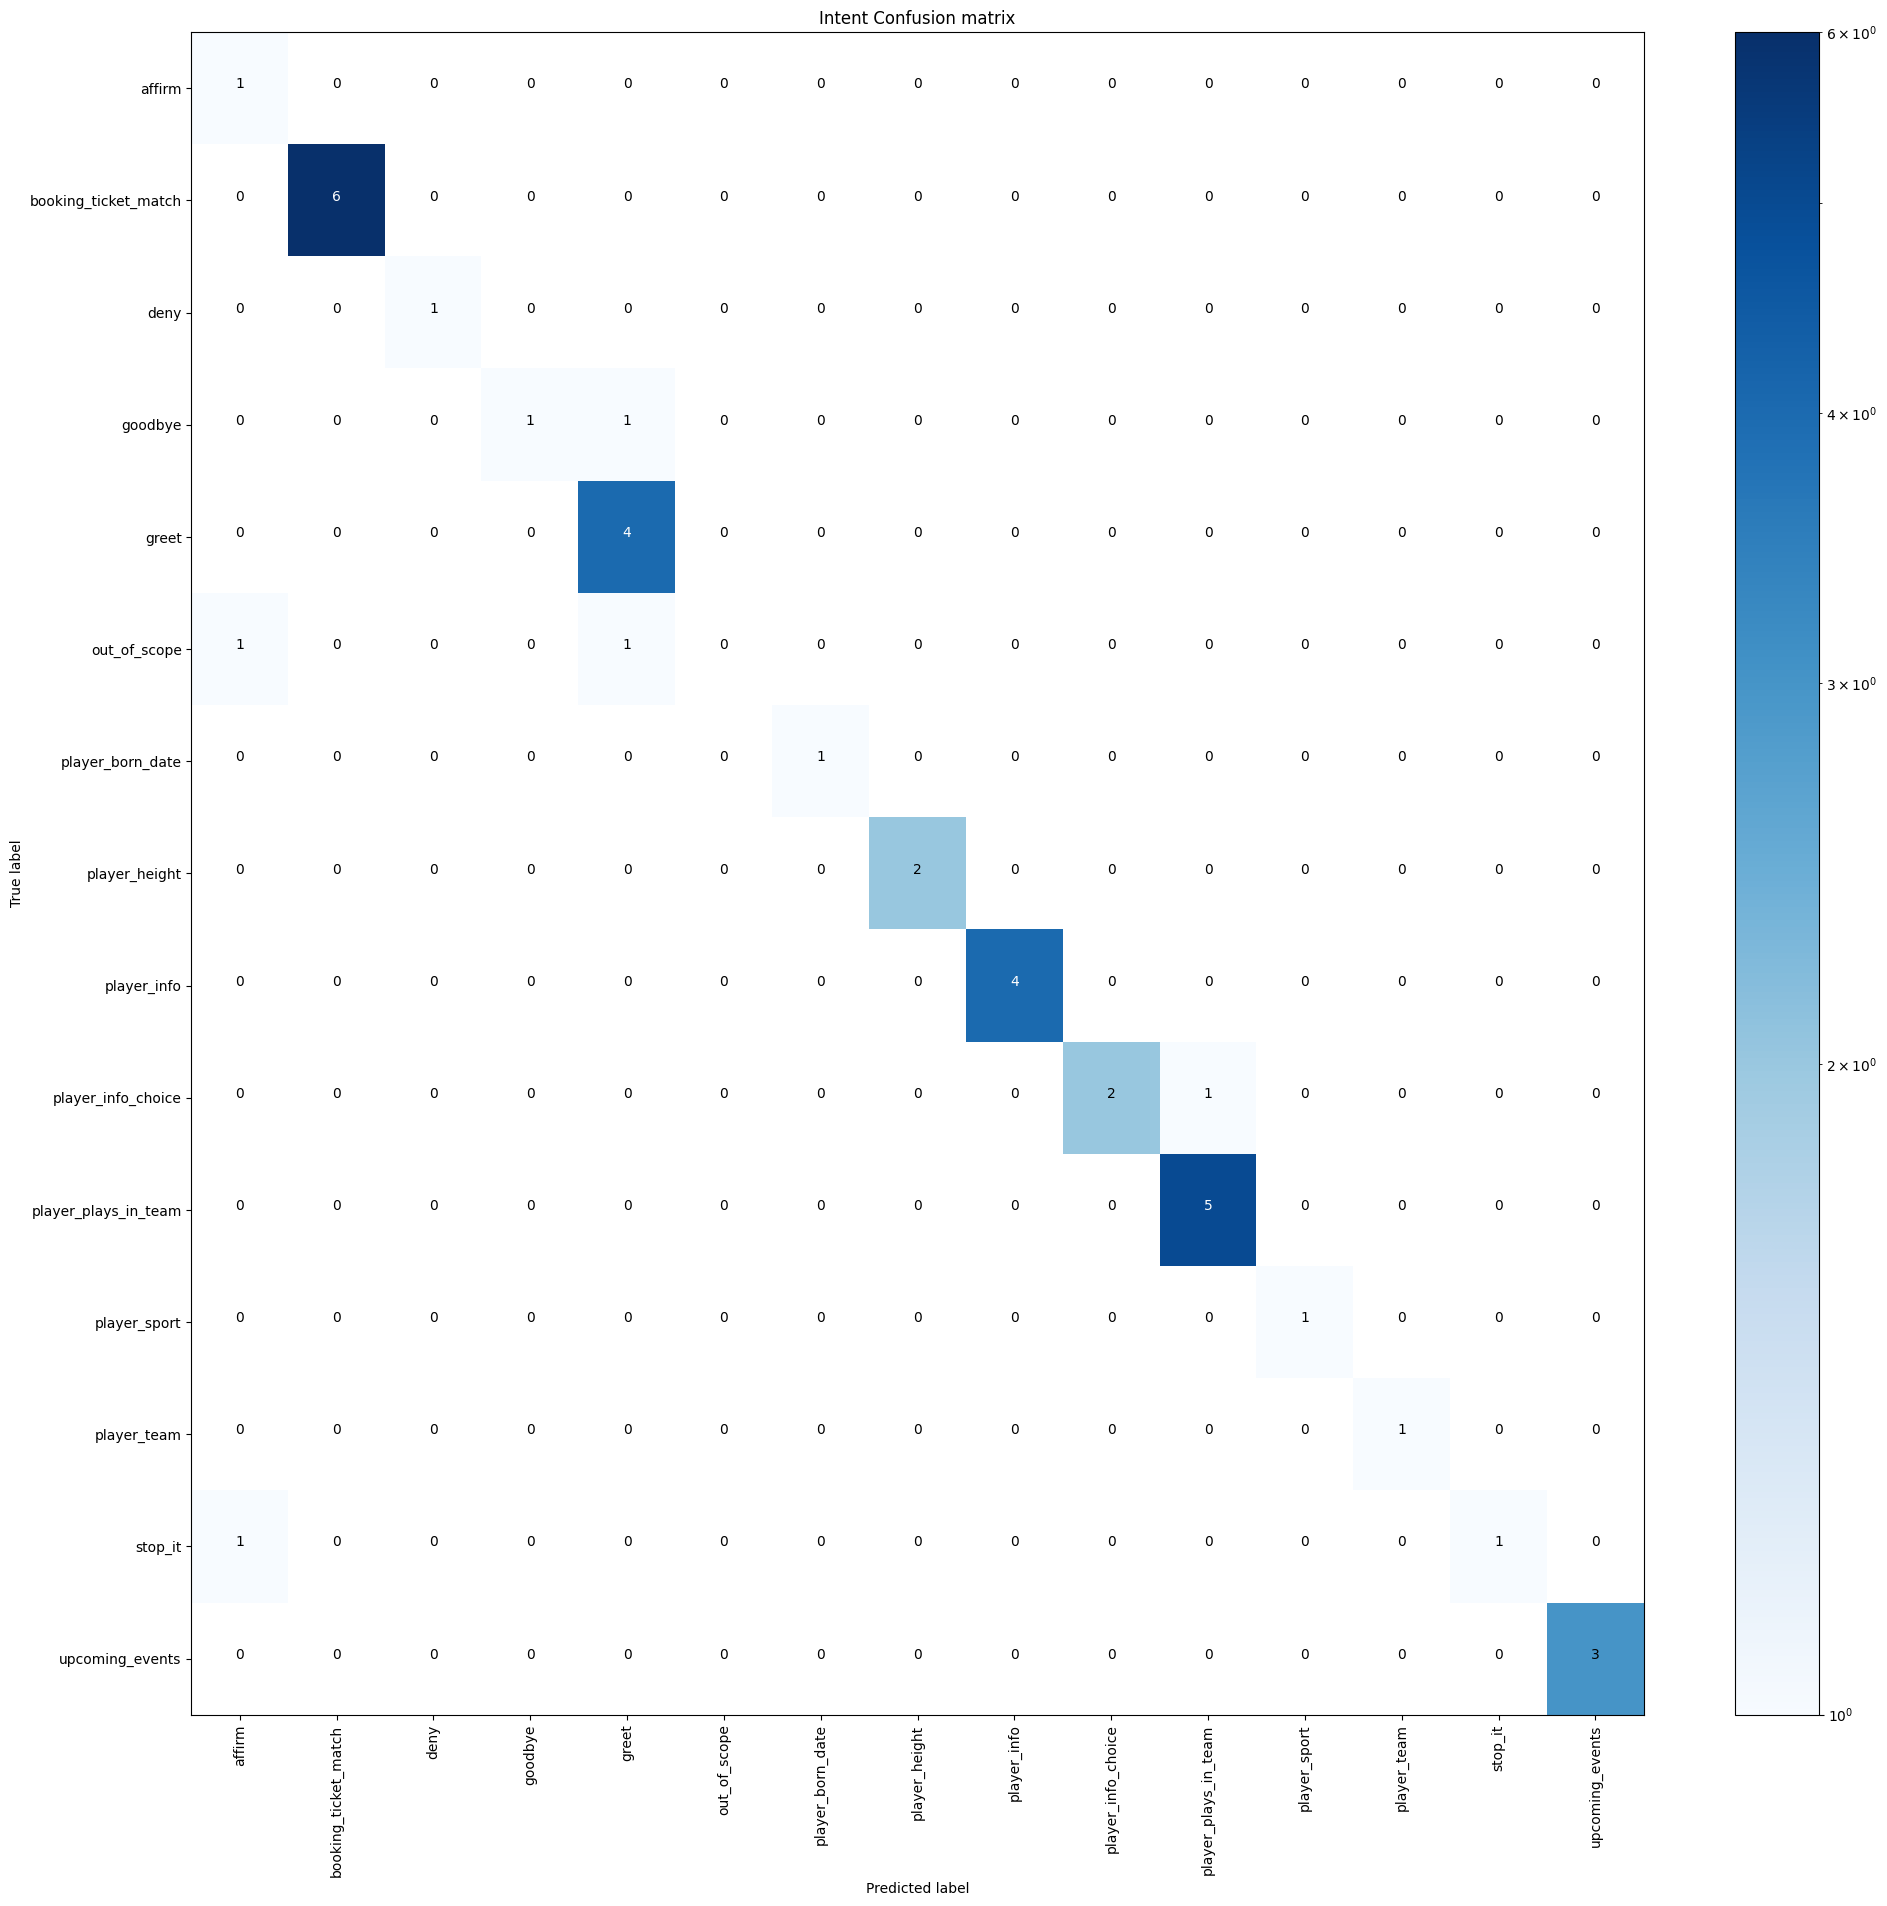 Intent Confusion matrix
affirm 1 0 0 0 0 0 0 0 0 0 0 0 0 0 0
booking_ticket_match 0 6 0 0 0 0 0 0 0 0 0 0 0 0 0
deny 0 0 1 0 0 0 0 0 0 0 0 0 0 0 0
goodbye 0 0 0 1 1 0 0 0 0 0 0 0 0 0 0
greet 0 0 0 0 4 0 0 0 0 0 0 0 0 0 0
out_of_scope 1 0 0 0 1 0 0 0 0 0 0 0 0 0 0
player_born_date 0 0 0 0 0 0 1 0 0 0 0 0 0 0 0
player_height 0 0 0 0 0 0 0 2 0 0 0 0 0 0 0
player_info 0 0 0 0 0 0 0 0 4 0 0 0 0 0 0
player_info_choice 0 0 0 0 0 0 0 0 0 2 1 0 0 0 0
player_plays_in_team 0 0 0 0 0 0 0 0 0 0 5 0 0 0 0
player_sport 0 0 0 0 0 0 0 0 0 0 0 1 0 0 0
player_team 0 0 0 0 0 0 0 0 0 0 0 0 1 0 0
stop_it 1 0 0 0 0 0 0 0 0 0 0 0 0 1 0
upcoming_events 0 0 0 0 0 0 0 0 0 0 0 0 0 0 3
True label
affirm
booking_ticket_match
deny
goodbye
greet
out_of_scope
player_born_date
player_height
player_info
player_info_choice
player_plays_in_team
player_sport
player_team
stop_it
upcoming_events
Predicted label
6 × 10⁰
4 × 10⁰
3 × 10⁰
2 × 10⁰
10⁰